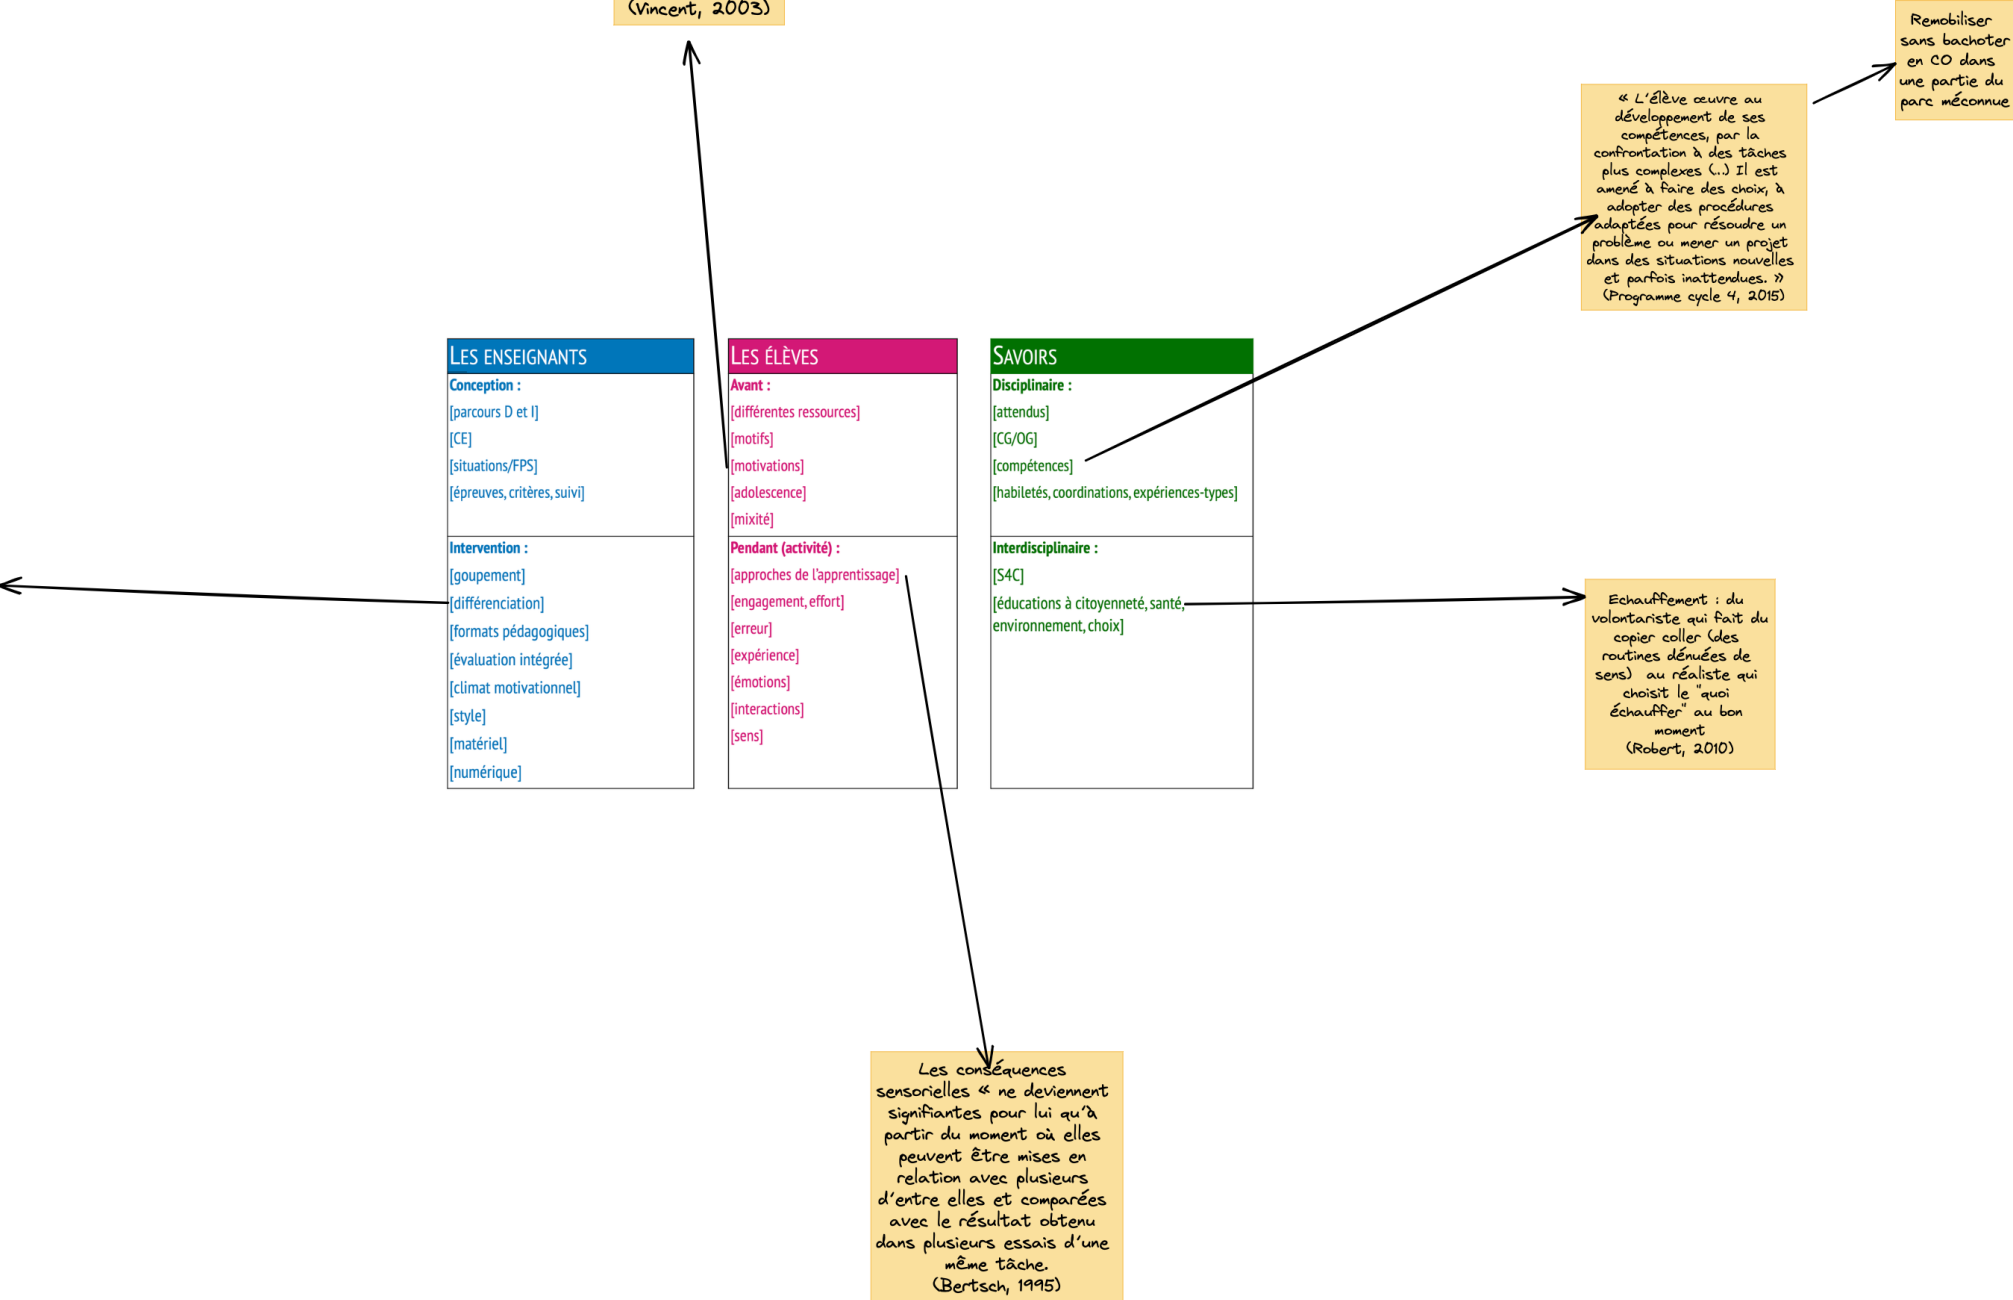 (Vincent, 2003)
Remobiliser
sans bachoter
en CO dans
une partie du
parc méconnue
« L'élève œuvre au
développement de ses
compétences, par la
confrontation à des tâches
plus complexes (...) Il est
amené à faire des choix, à
adopter des procédures
adaptées pour résoudre un
problème ou mener un projet
dans des situations nouvelles
et parfois inattendues. »
(Programme cycle 4, 2015)
LES ENSEIGNANTS
Conception :
[parcours D et I]
[CE]
[situations/FPS]
[épreuves, critères, suivi]
Intervention :
[goupement]
[différenciation]
[formats pédagogiques]
[évaluation intégrée]
[climat motivationnel]
[style]
[matériel]
[numérique]
LES ÉLÈVES
Avant :
[différentes ressources]
[motifs]
[motivations]
[adolescence]
[mixité]
Pendant (activité) :
[approches de l'apprentissage]
[engagement, effort]
[erreur]
[expérience]
[émotions]
[interactions]
[sens]
SAVOIRS
Disciplinaire :
[attendus]
[CG/OG]
[compétences]
[habiletés, coordinations, expériences-types]
Interdisciplinaire :
[S4C]
[éducations à citoyenneté, santé,
environnement, choix]
Echauffement : du
volontariste qui fait du
copier coller (des
routines dénuées de
sens) au réaliste qui
choisit le "quoi
échauffer" au bon
moment
(Robert, 2010)
Les conséquences
sensorielles « ne deviennent
signifiantes pour lui qu'à
partir du moment où elles
peuvent être mises en
relation avec plusieurs
d'entre elles et comparées
avec le résultat obtenu
dans plusieurs essais d'une
même tâche.
(Bertsch, 1995)